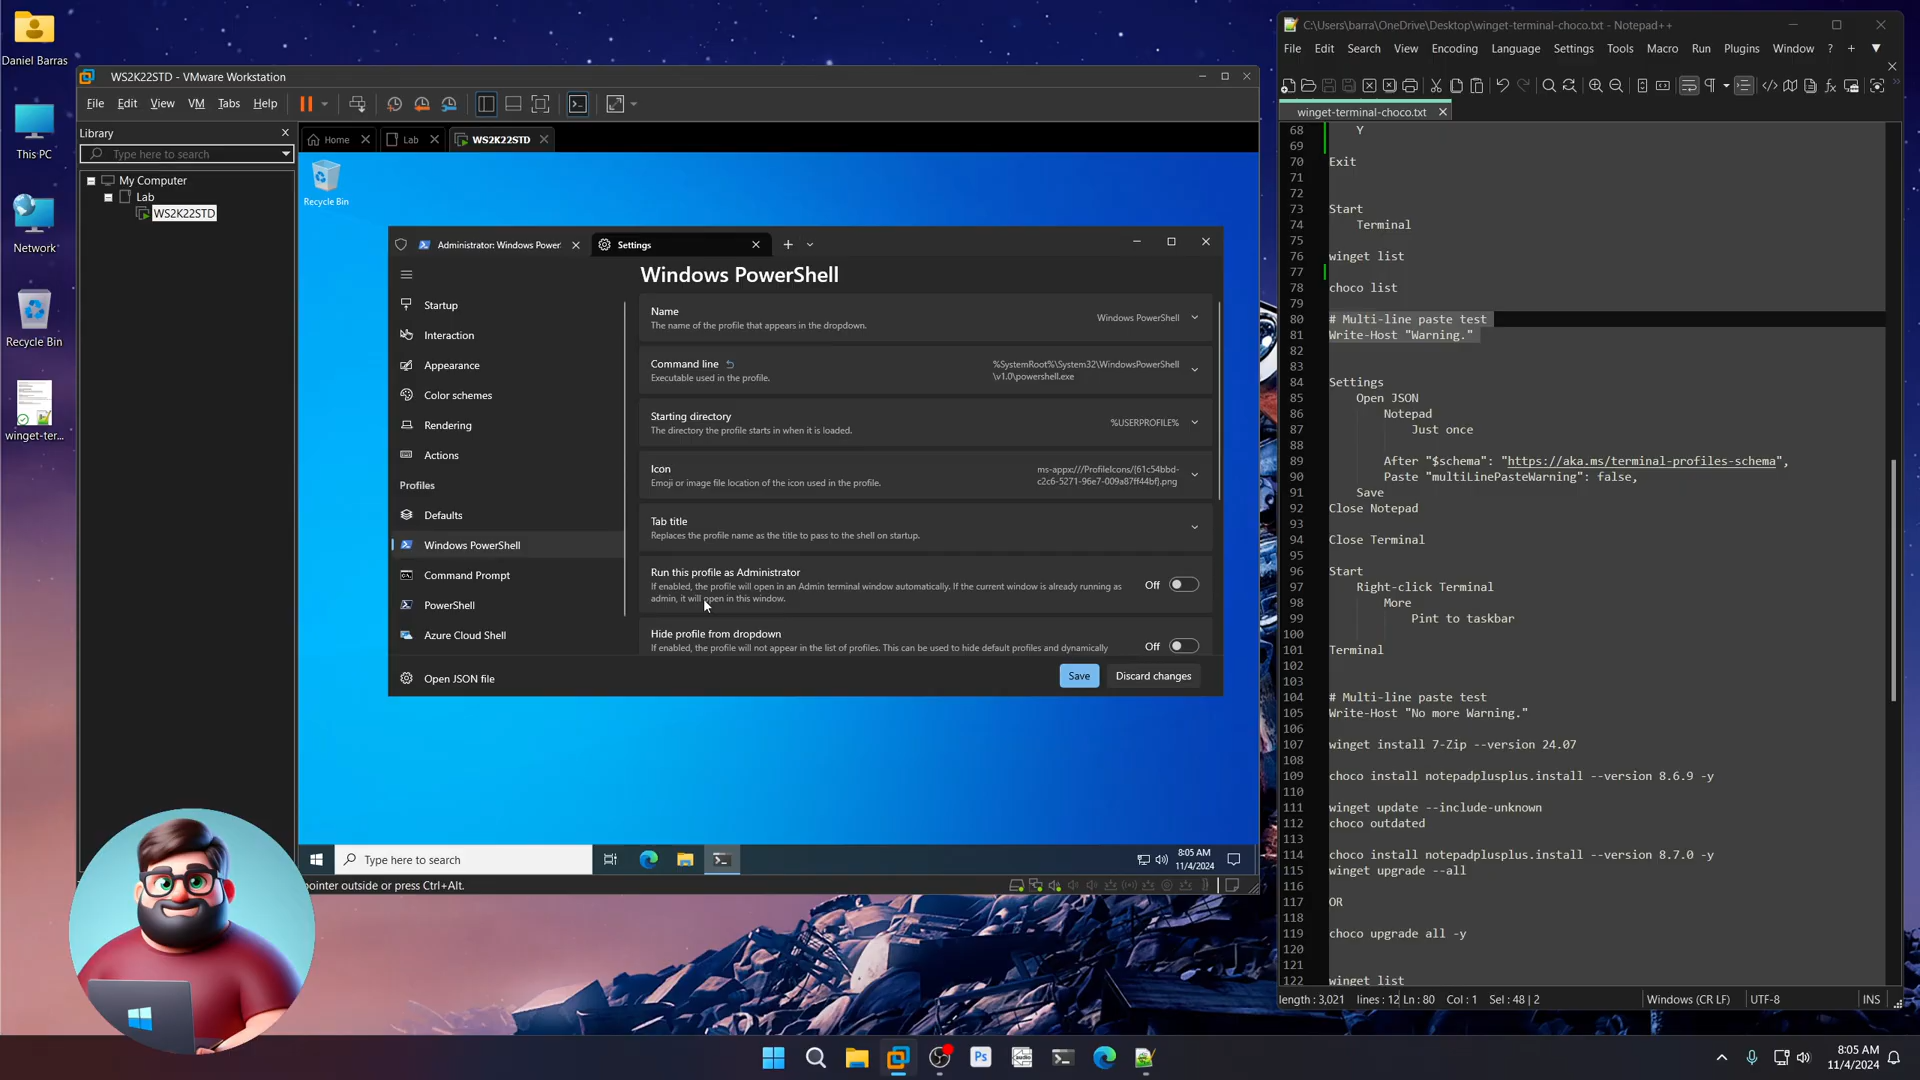 Daniel Barras
This PC
Network
Recycle Bin
winget-ter...
WS2K22STD - VMware Workstation
File Edit View VM Tabs Help
Library
Type here to search
My Computer
Lab
WS2K22STD
Home
Lab
WS2K22STD
Recycle Bin
Administrator: Windows Power
Settings
Startup
Interaction
Appearance
Color schemes
Rendering
Actions
Profiles
Defaults
Windows PowerShell
Command Prompt
PowerShell
Azure Cloud Shell
Open JSON file
Windows PowerShell
Name
The name of the profile that appears in the dropdown.
Windows PowerShell
Command line
Executable used in the profile.
%SystemRoot%\System32\WindowsPowerShell
\v1.0\powershell.exe
Starting directory
The directory the profile starts in when it is loaded.
%USERPROFILE%
Icon
Emoji or image file location of the icon used in the profile.
ms-appx:///ProfileIcons/{61c54bbd-
c2c6-5271-96e7-009a87ff44bf}.png
Tab title
Replaces the profile name as the title to pass to the shell on startup.
Run this profile as Administrator
If enabled, the profile will open in an Admin terminal window automatically. If the current window is already running as
admin, it will open in this window.
Off
Hide profile from dropdown
If enabled, the profile will not appear in the list of profiles. This can be used to hide default profiles and dynamically
Off
Save
Discard changes
Type here to search
8:05 AM
11/4/2024
pointer outside or press Ctrl+Alt.
C:\Users\barra\OneDrive\Desktop\winget-terminal-choco.txt - Notepad++
File Edit Search View Encoding Language Settings Tools Macro Run Plugins Window ?
winget-terminal-choco.txt
68 Y
69
70 Exit
71
72
73 Start
74 Terminal
75
76 winget list
77
78 choco list
79
80 # Multi-line paste test
81 Write-Host "Warning."
82
83
84 Settings
85 Open JSON
86 Notepad
87 Just once
88
89 After "$schema": "https://aka.ms/terminal-profiles-schema",
90 Paste "multiLinePasteWarning": false,
91 Save
92 Close Notepad
93
94 Close Terminal
95
96 Start
97 Right-click Terminal
98 More
99 Pint to taskbar
100
101 Terminal
102
103
104 # Multi-line paste test
105 Write-Host "No more Warning."
106
107 winget install 7-Zip --version 24.07
108
109 choco install notepadplusplus.install --version 8.6.9 -y
110
111 winget update --include-unknown
112 choco outdated
113
114 choco install notepadplusplus.install --version 8.7.0 -y
115 winget upgrade --all
116
117 OR
118
119 choco upgrade all -y
120
121
122 winget list
length : 3,021 lines : 12 Ln : 80 Col : 1 Sel : 48 | 2 Windows (CR LF) UTF-8 INS
Ps
audio
8:05 AM
11/4/2024